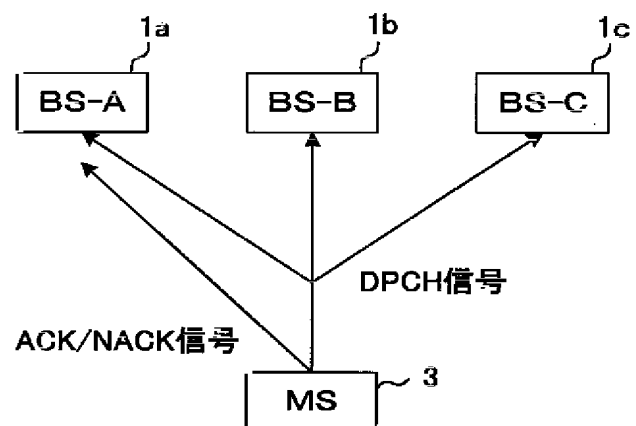 1a
1b
1c
BS-A
BS-B
BS-C
DPCH信号
ACK/NACK信号
MS
3